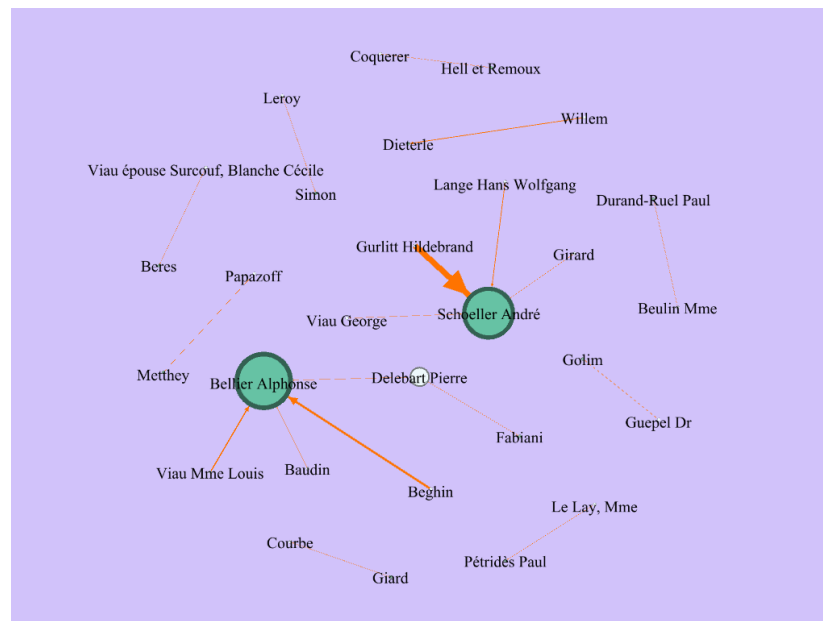 Coquerer
Hell et Remoux
Leroy
Willem
Dieterle
Viau épouse Surcouf, Blanche Cécile
Lange Hans Wolfgang
Simon
Durand-Ruel Paul
Gurlitt Hildebrand
Girard
Beres
Papazoff
Viau George
Schoeller André
Beulin Mme
Golim
Metthey
Bellier Alphonse
Delebart Pierre
Guepel Dr
Fabiani
Viau Mme Louis
Baudin
Beghin
Le Lay, Mme
Courbe
Pétridès Paul
Giard